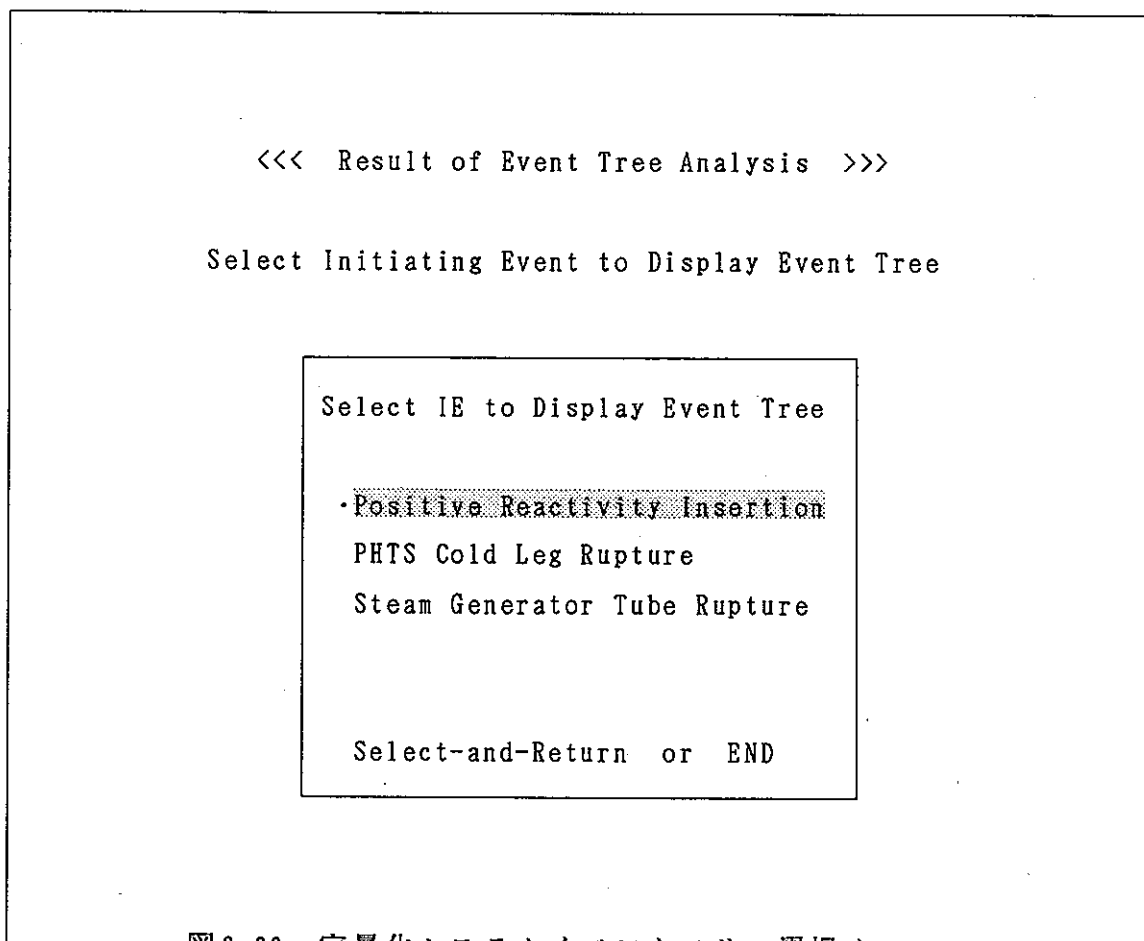 <<< Result of Event Tree Analysis >>>
Select Initiating Event to Display Event Tree
Select IE to Display Event Tree
・Positive Reactivity Insertion
PHTS Cold Leg Rupture
Steam Generator Tube Rupture
Select-and-Return or END